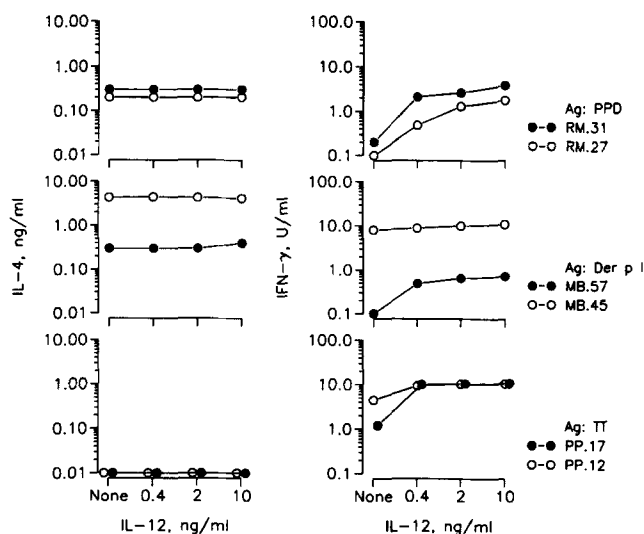 10.00
1.00
0.10
0.01
100.0
10.0
1.0
0.1
Ag: PPD
●-● RM.31
○-○ RM.27
IL-4, ng/ml
10.00
1.00
0.10
0.01
IFN-γ, U/ml
100.0
10.0
1.0
0.1
Ag: Der p I
●-● MB.57
○-○ MB.45
10.00
1.00
0.10
0.01
None 0.4 2 10
IL-12, ng/ml
100.0
10.0
1.0
0.1
None 0.4 2 10
IL-12, ng/ml
Ag: TT
●-● PP.17
○-○ PP.12